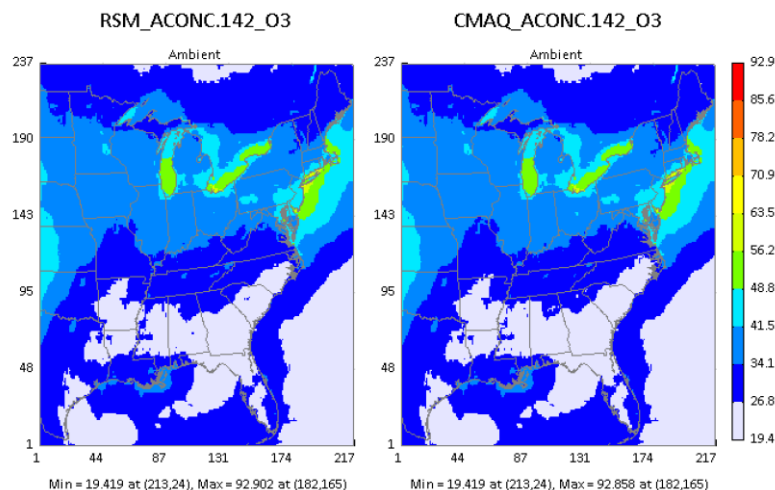 RSM_ACONC.142_O3
CMAQ_ACONC.142_O3
Ambient
Ambient
237
190
143
95
48
1
1 44 87 131 174 217
237
190
143
95
48
1
1 44 87 131 174 217
92.9
85.6
78.2
70.9
63.5
56.2
48.8
41.5
34.1
26.8
19.4
Min = 19.419 at (213,24), Max = 92.902 at (182,165)
Min = 19.419 at (213,24), Max = 92.858 at (182,165)